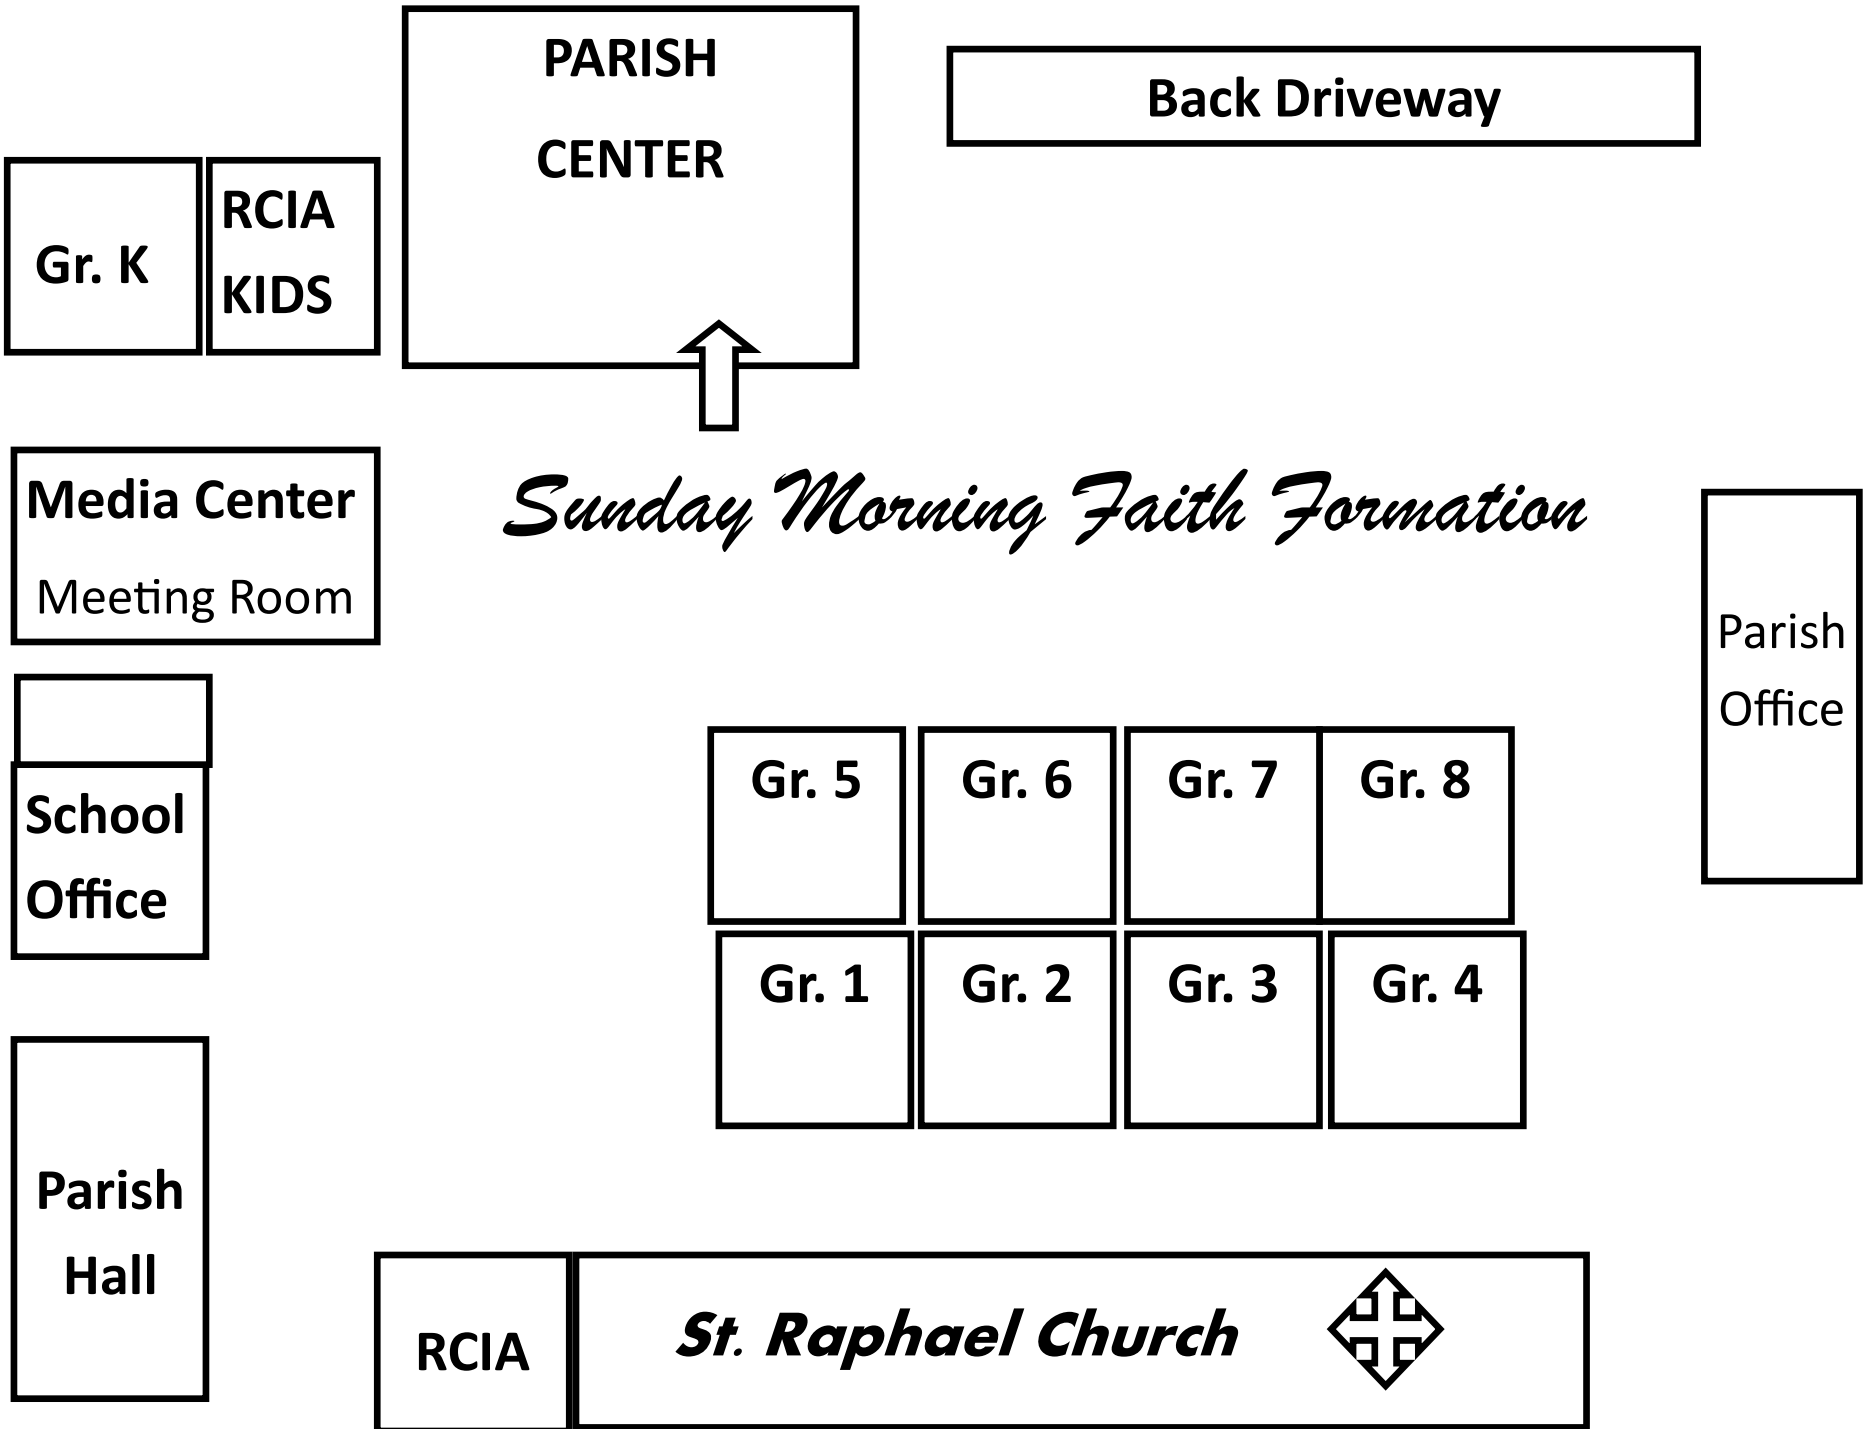 PARISH
CENTER
Back Driveway
Gr. K
RCIA
KIDS
Media Center
Meeting Room
Sunday Morning Faith Formation
Parish
Office
School
Office
Gr. 5
Gr. 6
Gr. 7
Gr. 8
Gr. 1
Gr. 2
Gr. 3
Gr. 4
Parish
Hall
RCIA
St. Raphael Church